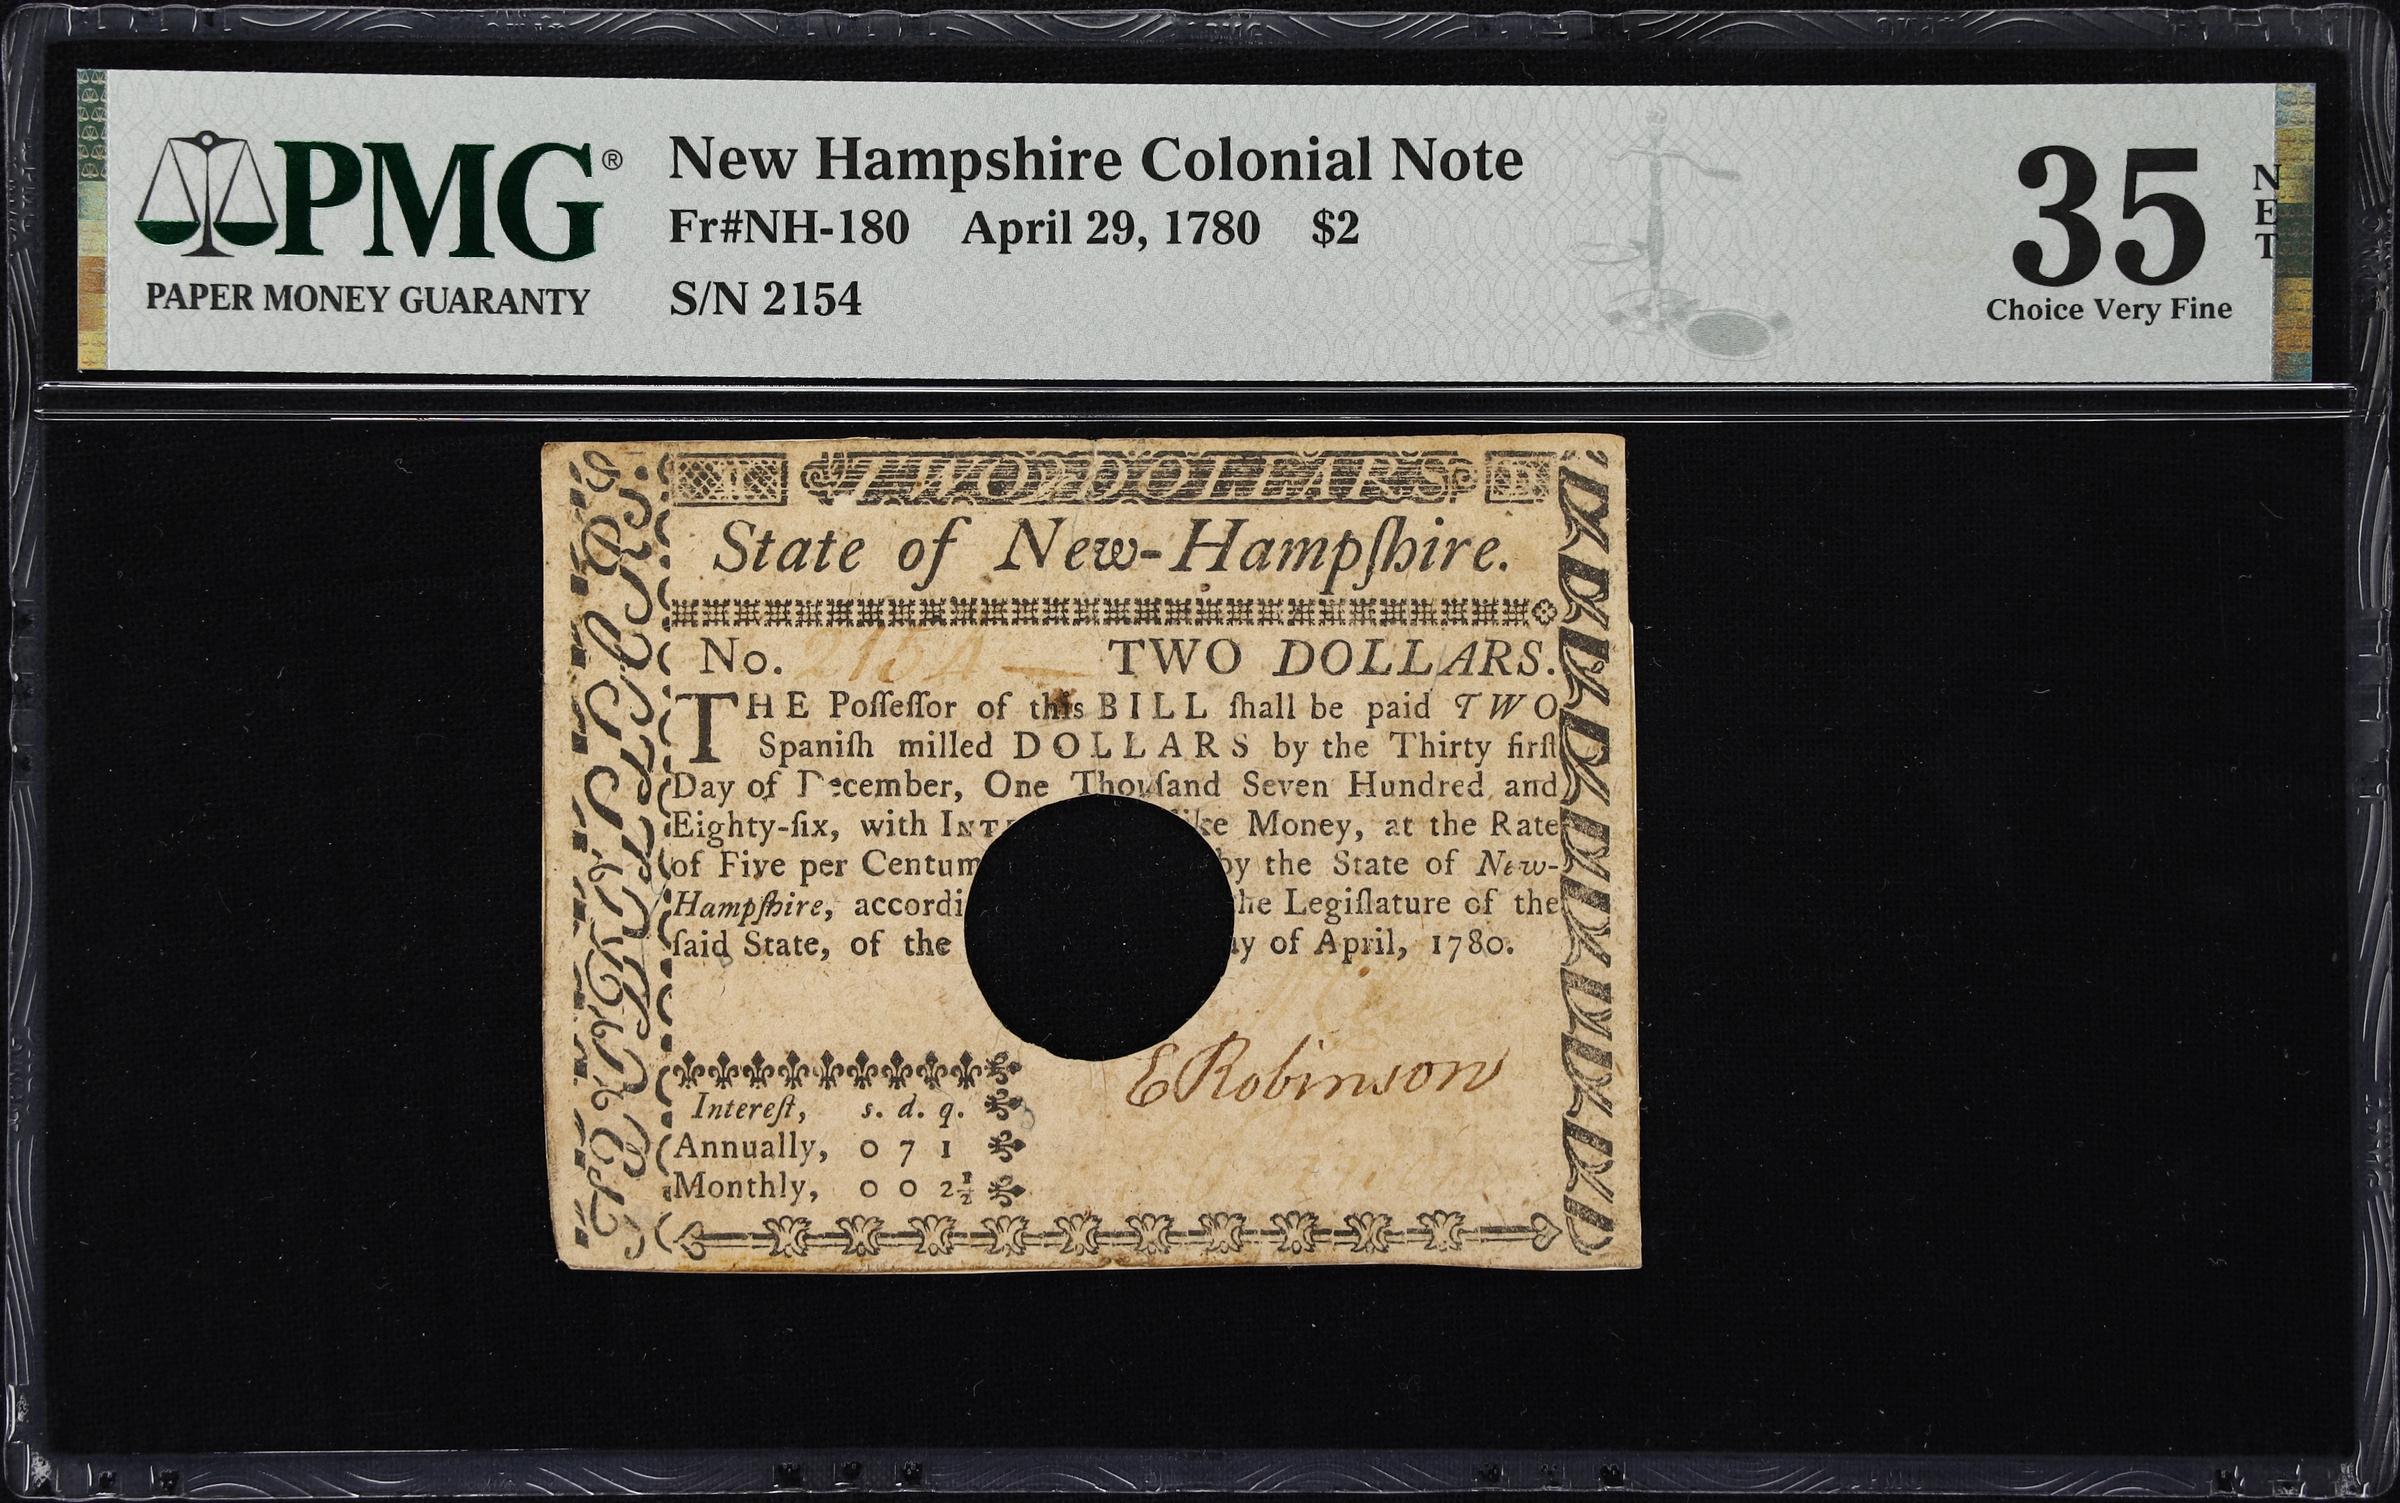 PMG®
PAPER MONEY GUARANTY
New Hampshire Colonial Note
Fr#NH-180 April 29, 1780 $2
S/N 2154
35
NET
Choice Very Fine
TWO DOLLARS
State of New-Hampſhire.
No. 2154 TWO DOLLARS.
THE Poſſeſſor of this BILL ſhall be paid TWO
Spaniſh milled DOLLARS by the Thirty firſt
Day of December, One Thouſand Seven Hundred and
Eighty-ſix, with like Money, at the Rate
of Five per Centum by the State of New-
Hampſhire, the Legiſlature of the
ſaid State, of the of April, 1780.
E Robinson
Intereſt, s. d. q.
Annually, 0 7 1
Monthly, 0 0 2½